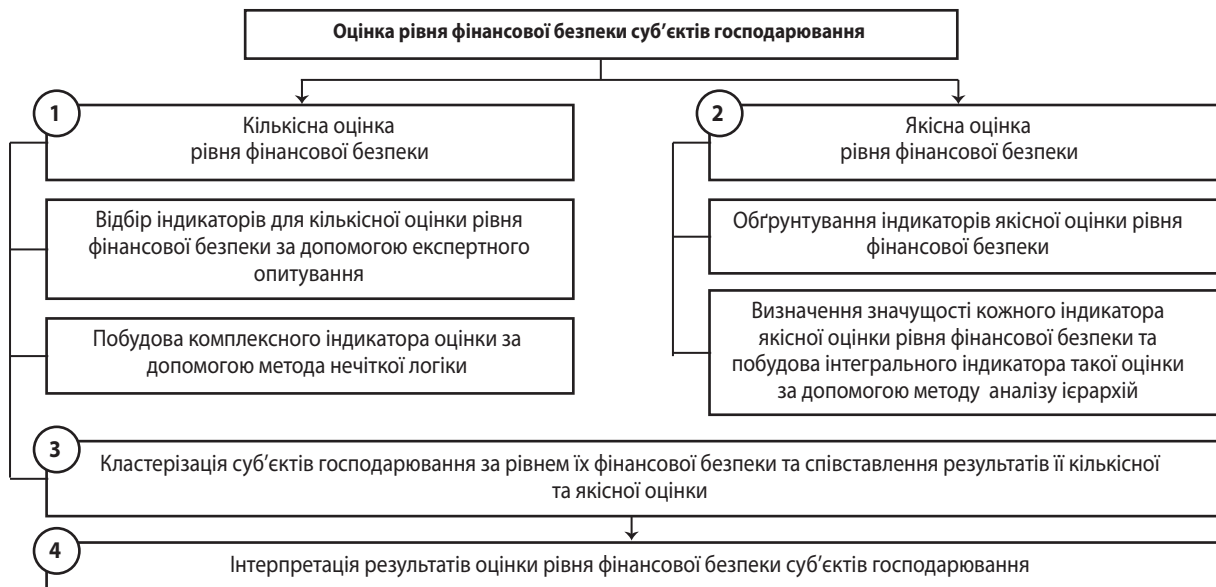 Оцінка рівня фінансової безпеки суб’єктів господарювання
1
Кількісна оцінка
рівня фінансової безпеки
2
Якісна оцінка
рівня фінансової безпеки
Відбір індикаторів для кількісної оцінки рівня
фінансової безпеки за допомогою експертного
опитування
Обґрунтування індикаторів якісної оцінки рівня
фінансової безпеки
Побудова комплексного індикатора оцінки за
допомогою метода нечіткої логіки
Визначення значущості кожного індикатора
якісної оцінки рівня фінансової безпеки та
побудова інтегрального індикатора такої оцінки
за допомогою методу аналізу ієрархій
3
Кластерізація суб’єктів господарювання за рівнем їх фінансової безпеки та співставлення результатів її кількісної
та якісної оцінки
4
Інтерпретація результатів оцінки рівня фінансової безпеки суб’єктів господарювання